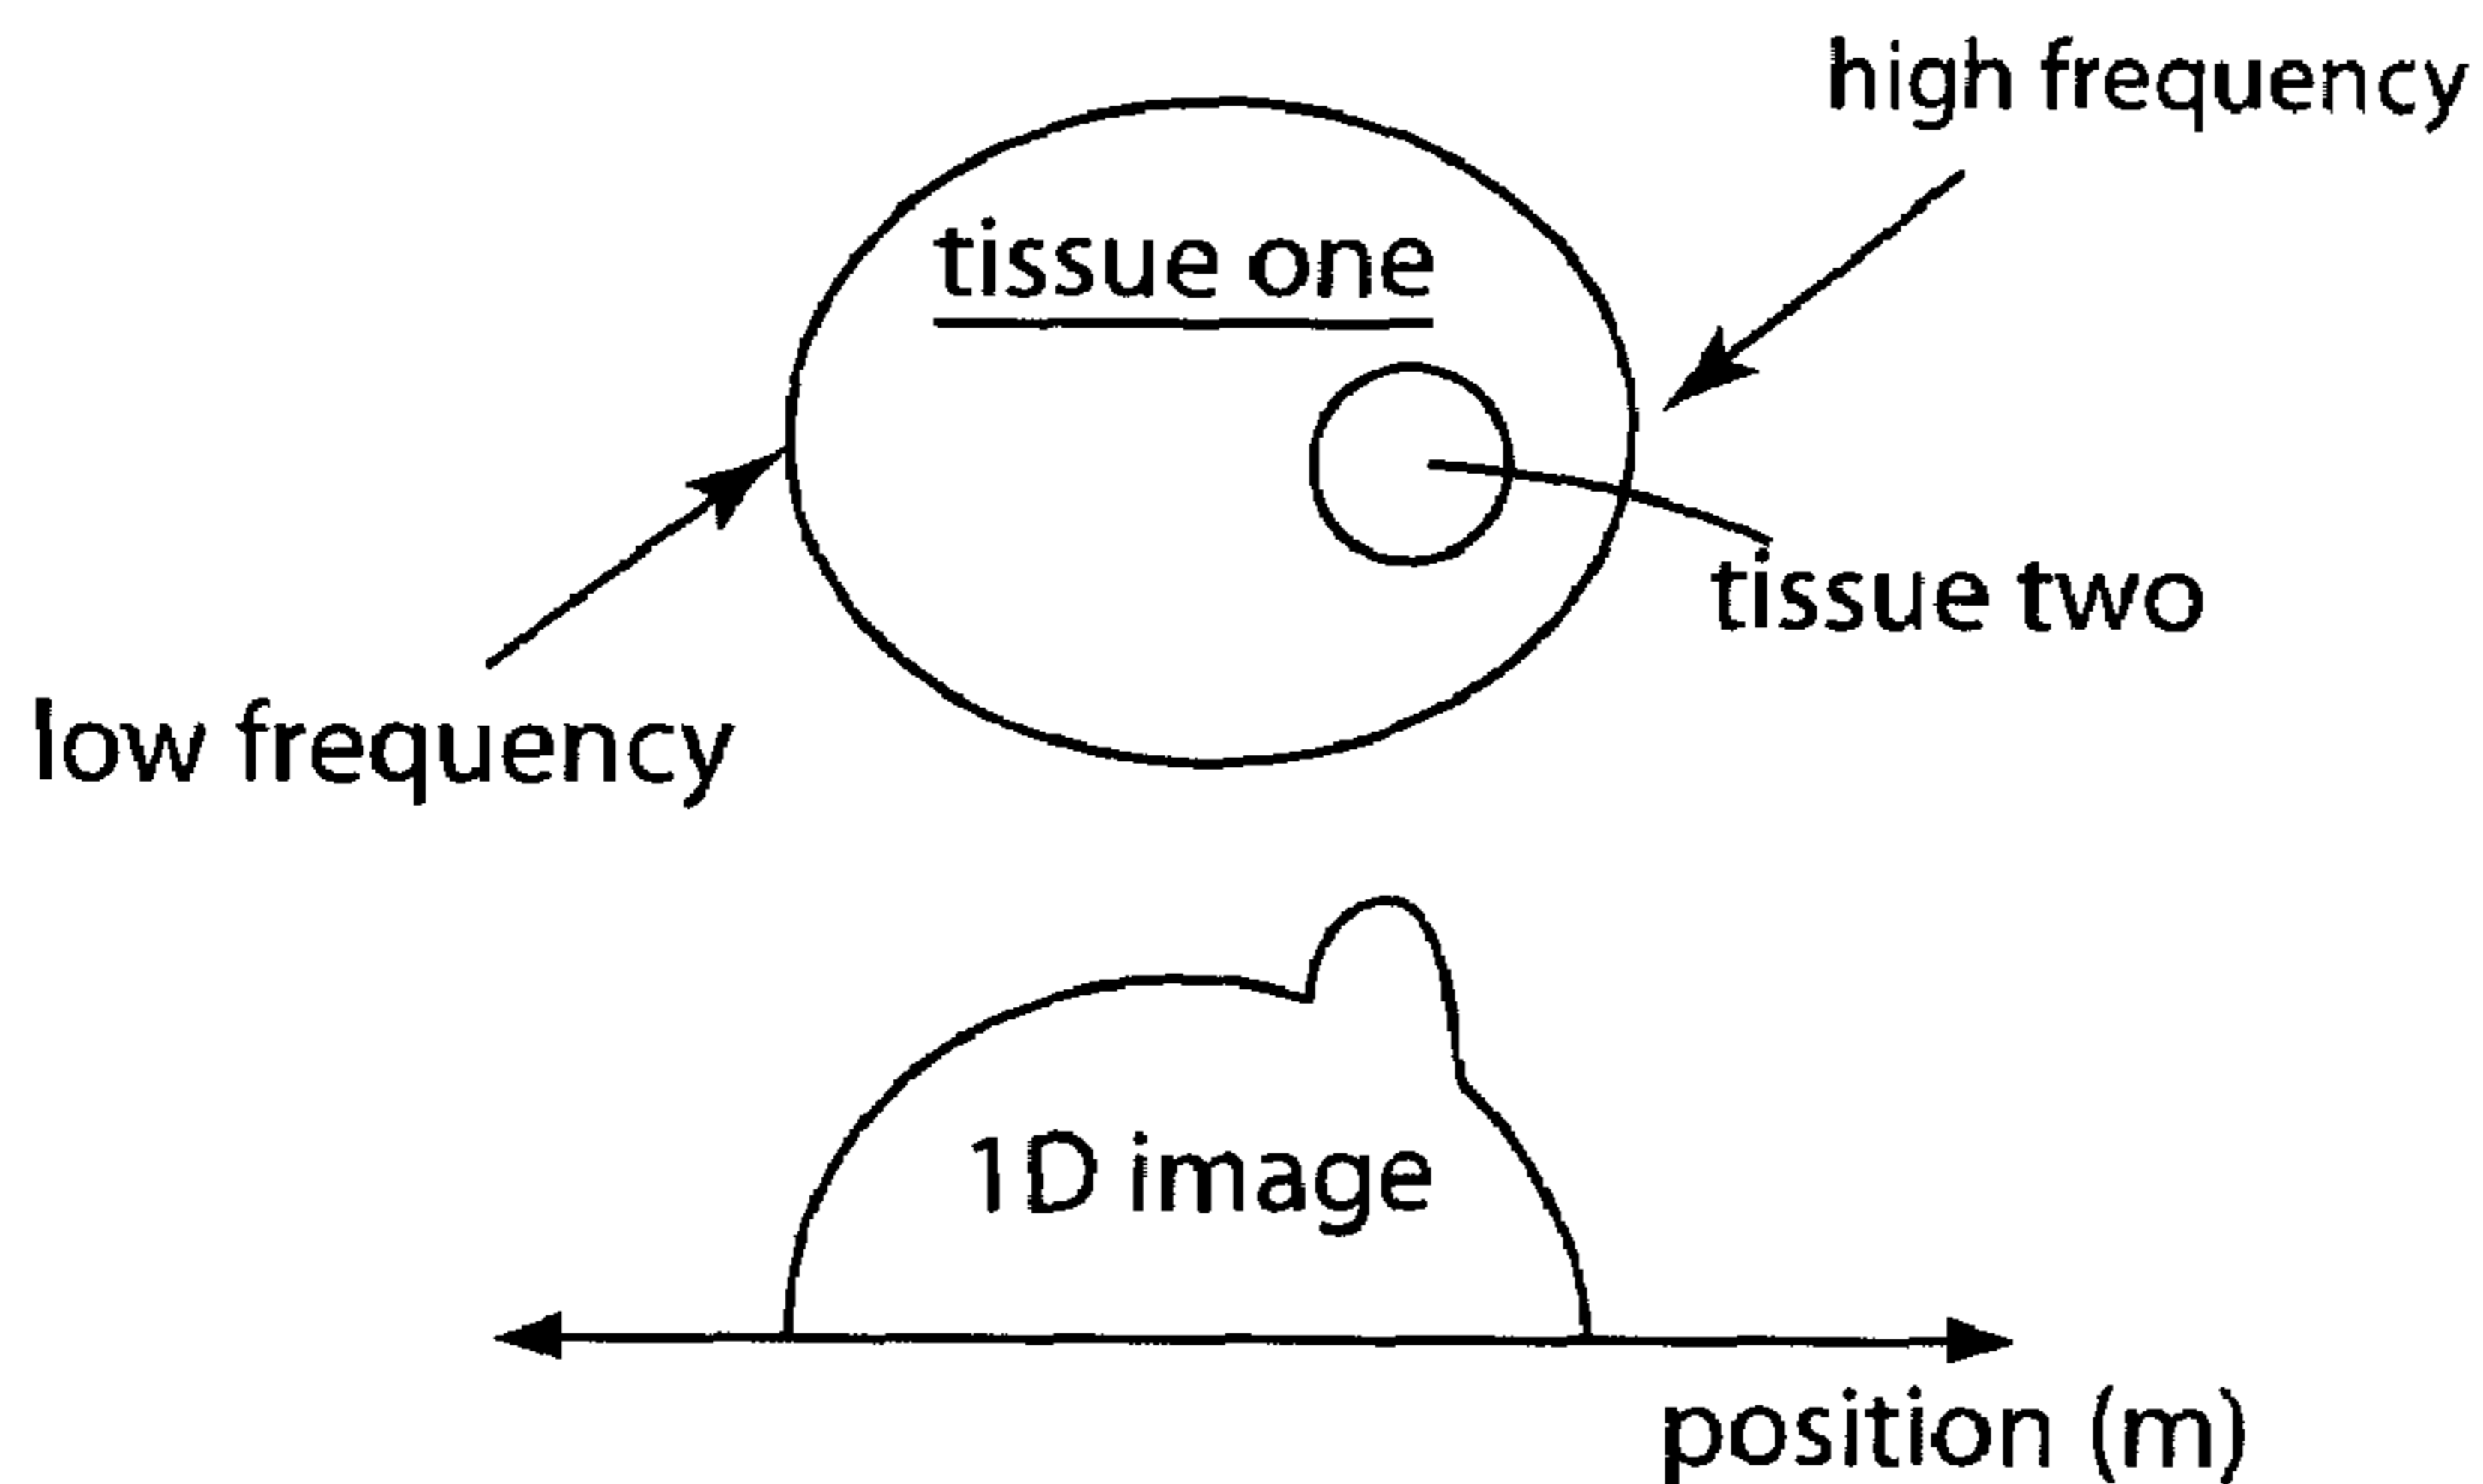 high frequency
tissue one
tissue two
low frequency
1D image
position (m)